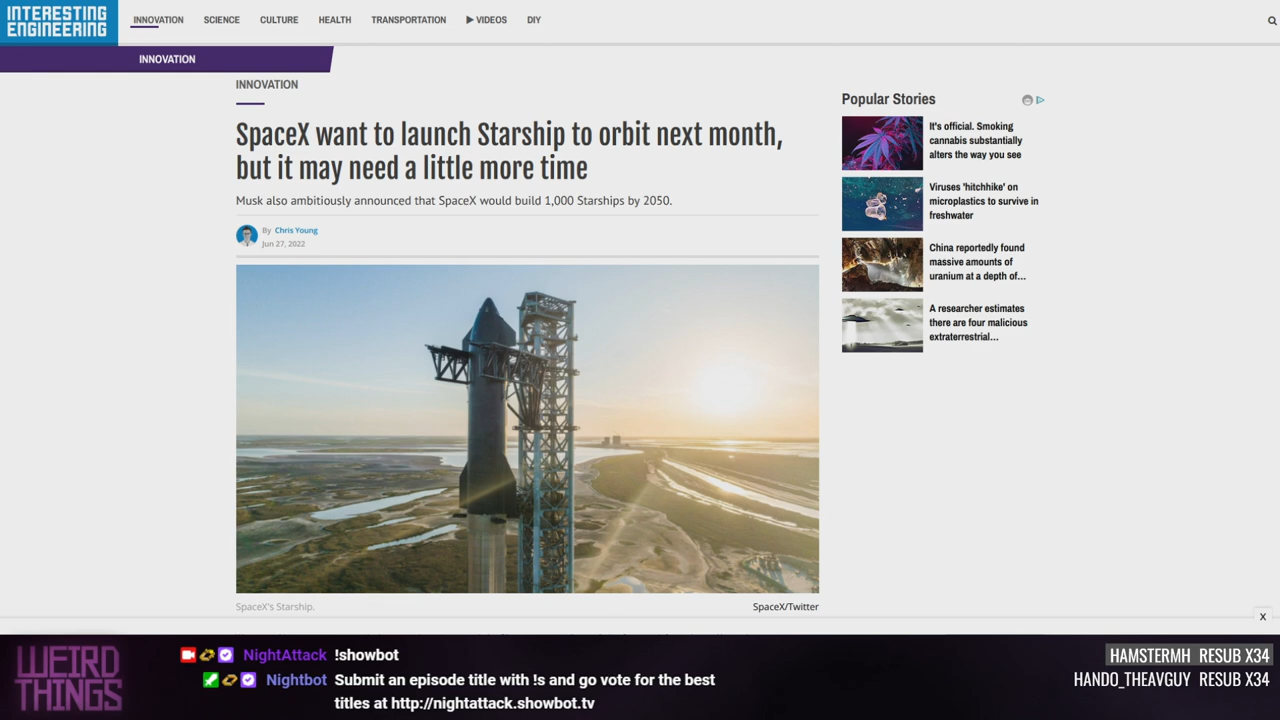 INTERESTING
ENGINEERING
INNOVATION
SCIENCE
CULTURE
HEALTH
TRANSPORTATION
VIDEOS
DIY
INNOVATION
INNOVATION
SpaceX want to launch Starship to orbit next month,
but it may need a little more time
Musk also ambitiously announced that SpaceX would build 1,000 Starships by 2050.
By Chris Young
Jun 27, 2022
SpaceX's Starship.
SpaceX/Twitter
Popular Stories
It's official. Smoking
cannabis substantially
alters the way you see
Viruses 'hitchhike' on
microplastics to survive in
freshwater
China reportedly found
massive amounts of
uranium at a depth of...
A researcher estimates
there are four malicious
extraterrestrial...
X
WEIRD
THINGS
NightAttack !showbot
Nightbot Submit an episode title with !s and go vote for the best
titles at http://nightattack.showbot.tv
HAMSTERMH RESUB X34
HANDO_THEAVGUY RESUB X34